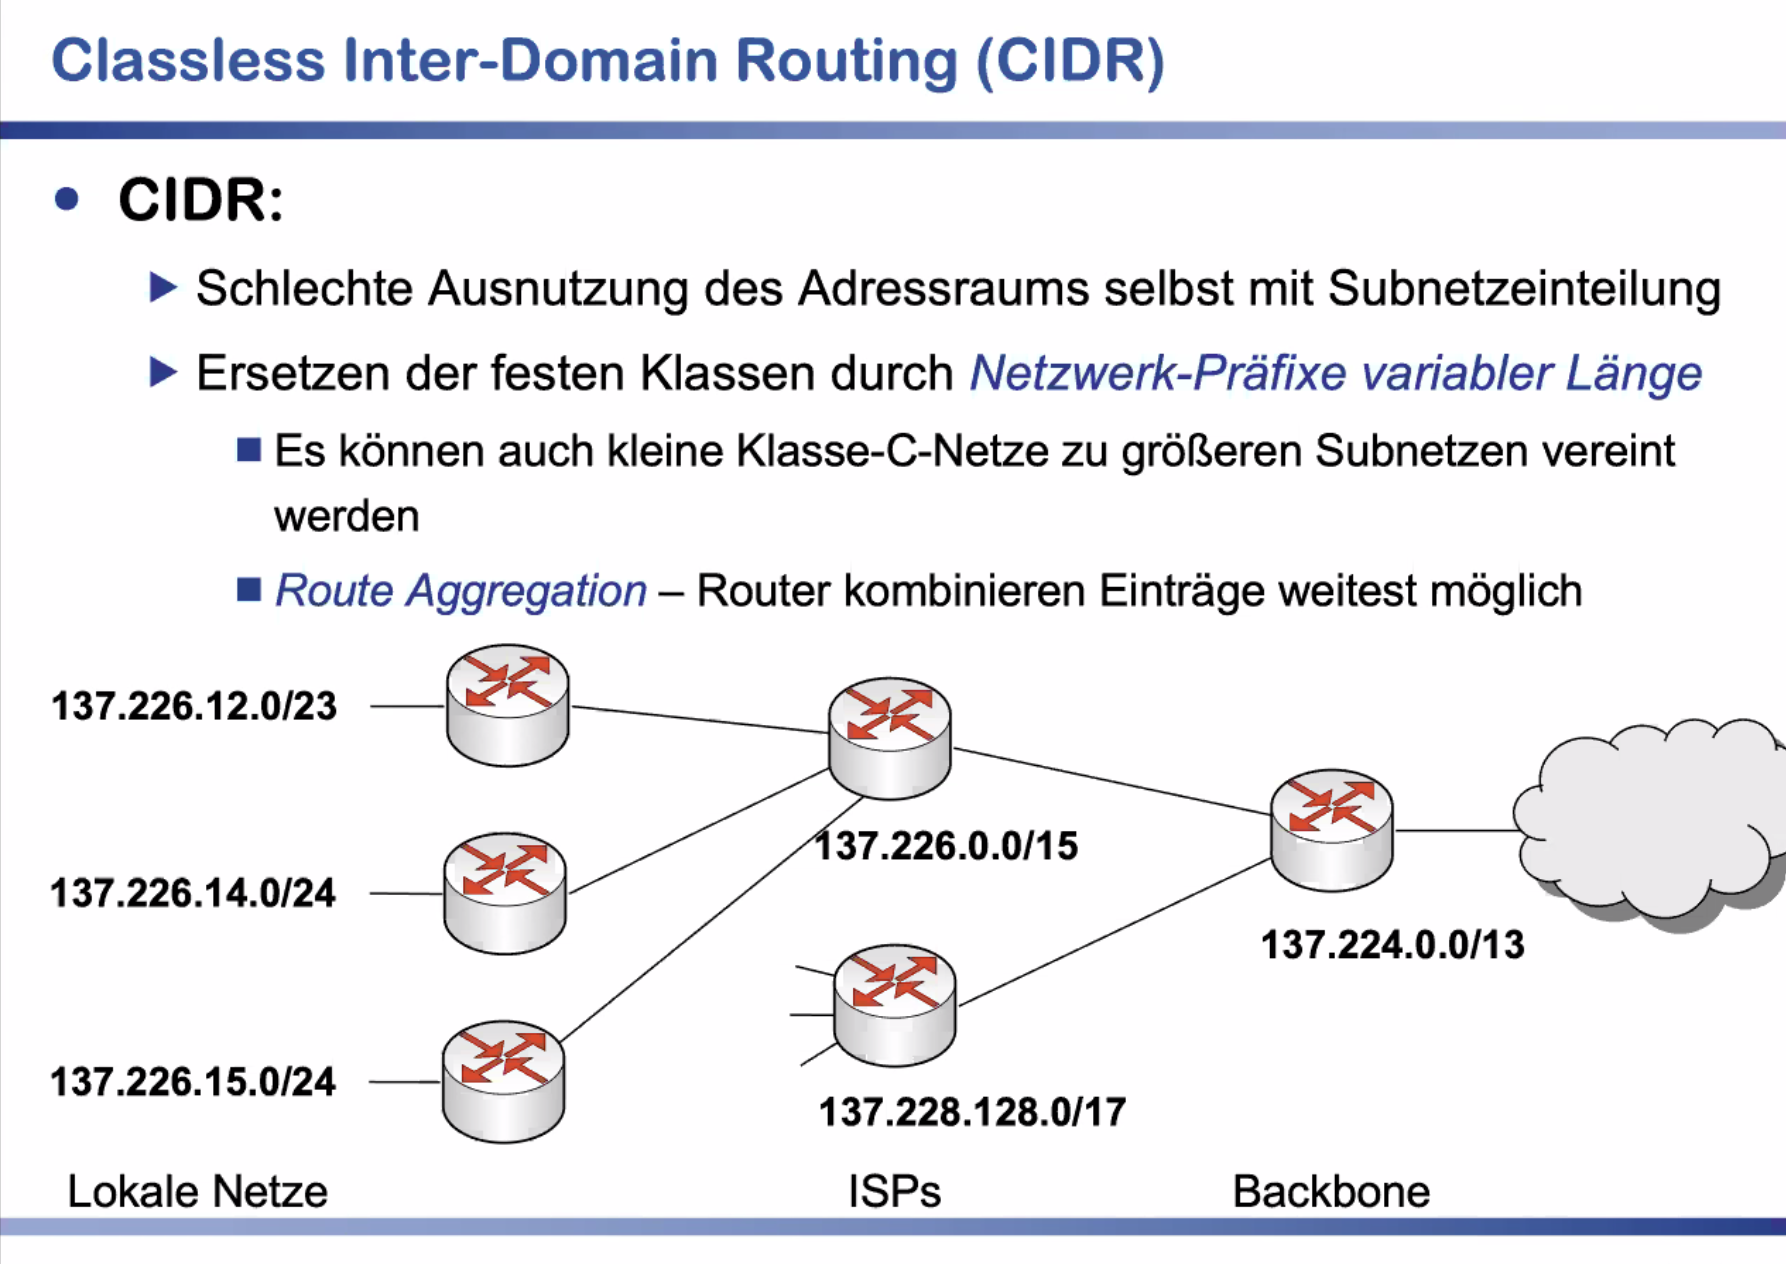 Classless Inter-Domain Routing (CIDR)
CIDR:
Schlechte Ausnutzung des Adressraums selbst mit Subnetzeinteilung
Ersetzen der festen Klassen durch Netzwerk-Präfixe variabler Länge
Es können auch kleine Klasse-C-Netze zu größeren Subnetzen vereint
werden
Route Aggregation – Router kombinieren Einträge weitest möglich
137.226.12.0/23
137.226.0.0/15
137.226.14.0/24
137.224.0.0/13
137.226.15.0/24
137.228.128.0/17
Lokale Netze
ISPs
Backbone